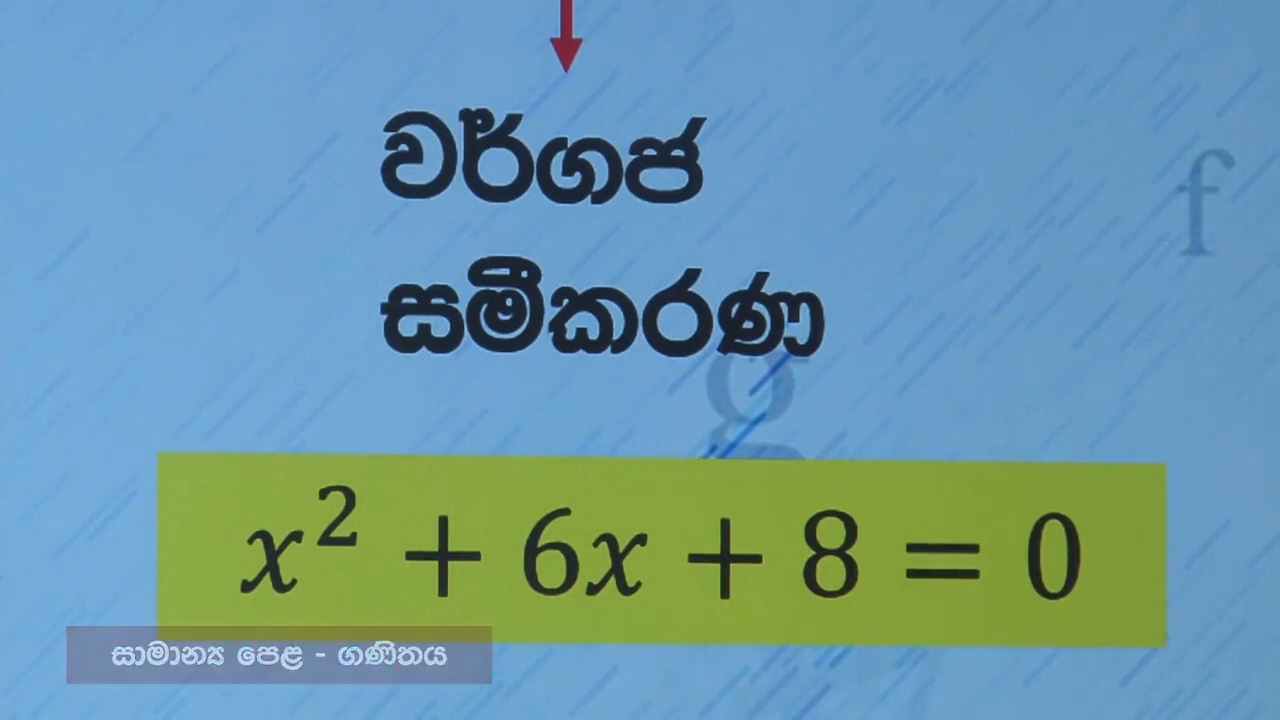 වර්ගජ
f
සමීකරණ
g
x² + 6x + 8 = 0
සාමාන්‍ය පෙළ - ගණිතය